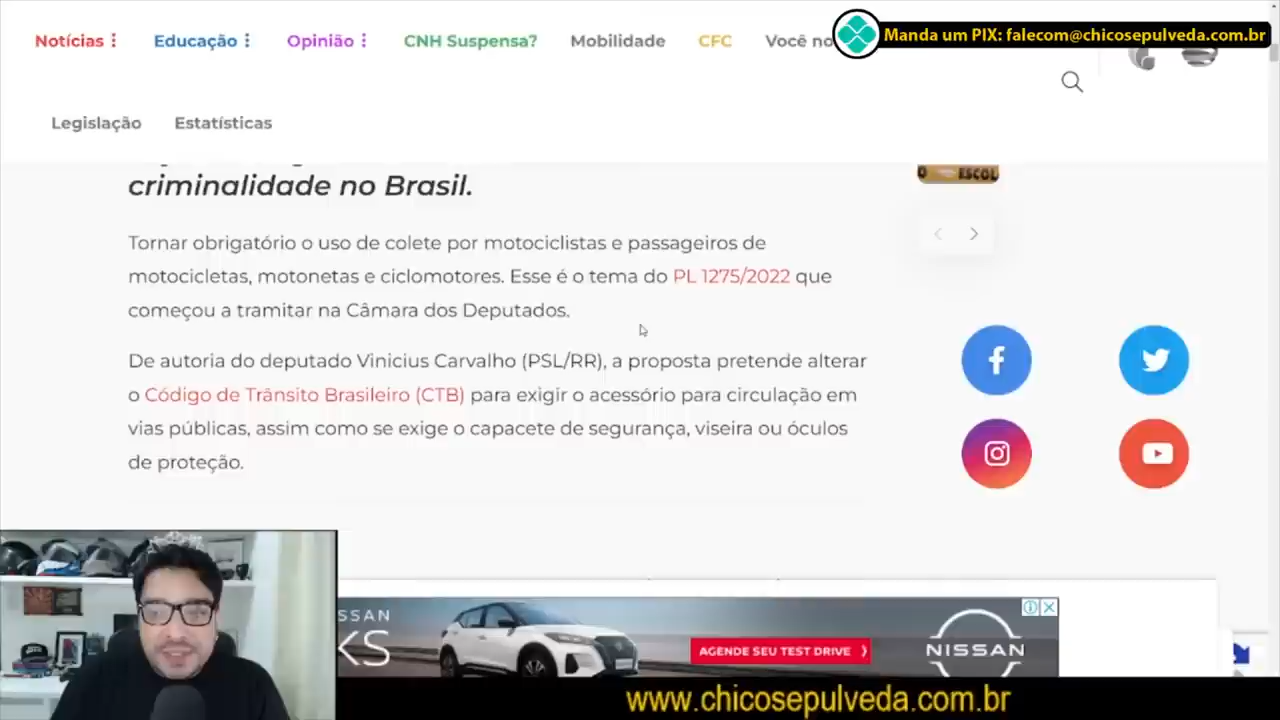 Notícias
Educação
Opinião
CNH Suspensa?
Mobilidade
CFC
Você no
Manda um PIX: falecom@chicosepulveda.com.br
Legislação
Estatísticas
criminalidade no Brasil.
ESCOL
Tornar obrigatório o uso de colete por motociclistas e passageiros de
motocicletas, motonetas e ciclomotores. Esse é o tema do PL 1275/2022 que
começou a tramitar na Câmara dos Deputados.
De autoria do deputado Vinicius Carvalho (PSL/RR), a proposta pretende alterar
o Código de Trânsito Brasileiro (CTB) para exigir o acessório para circulação em
vias públicas, assim como se exige o capacete de segurança, viseira ou óculos
de proteção.
SSAN
KS
AGENDE SEU TEST DRIVE
NISSAN
www.chicosepulveda.com.br